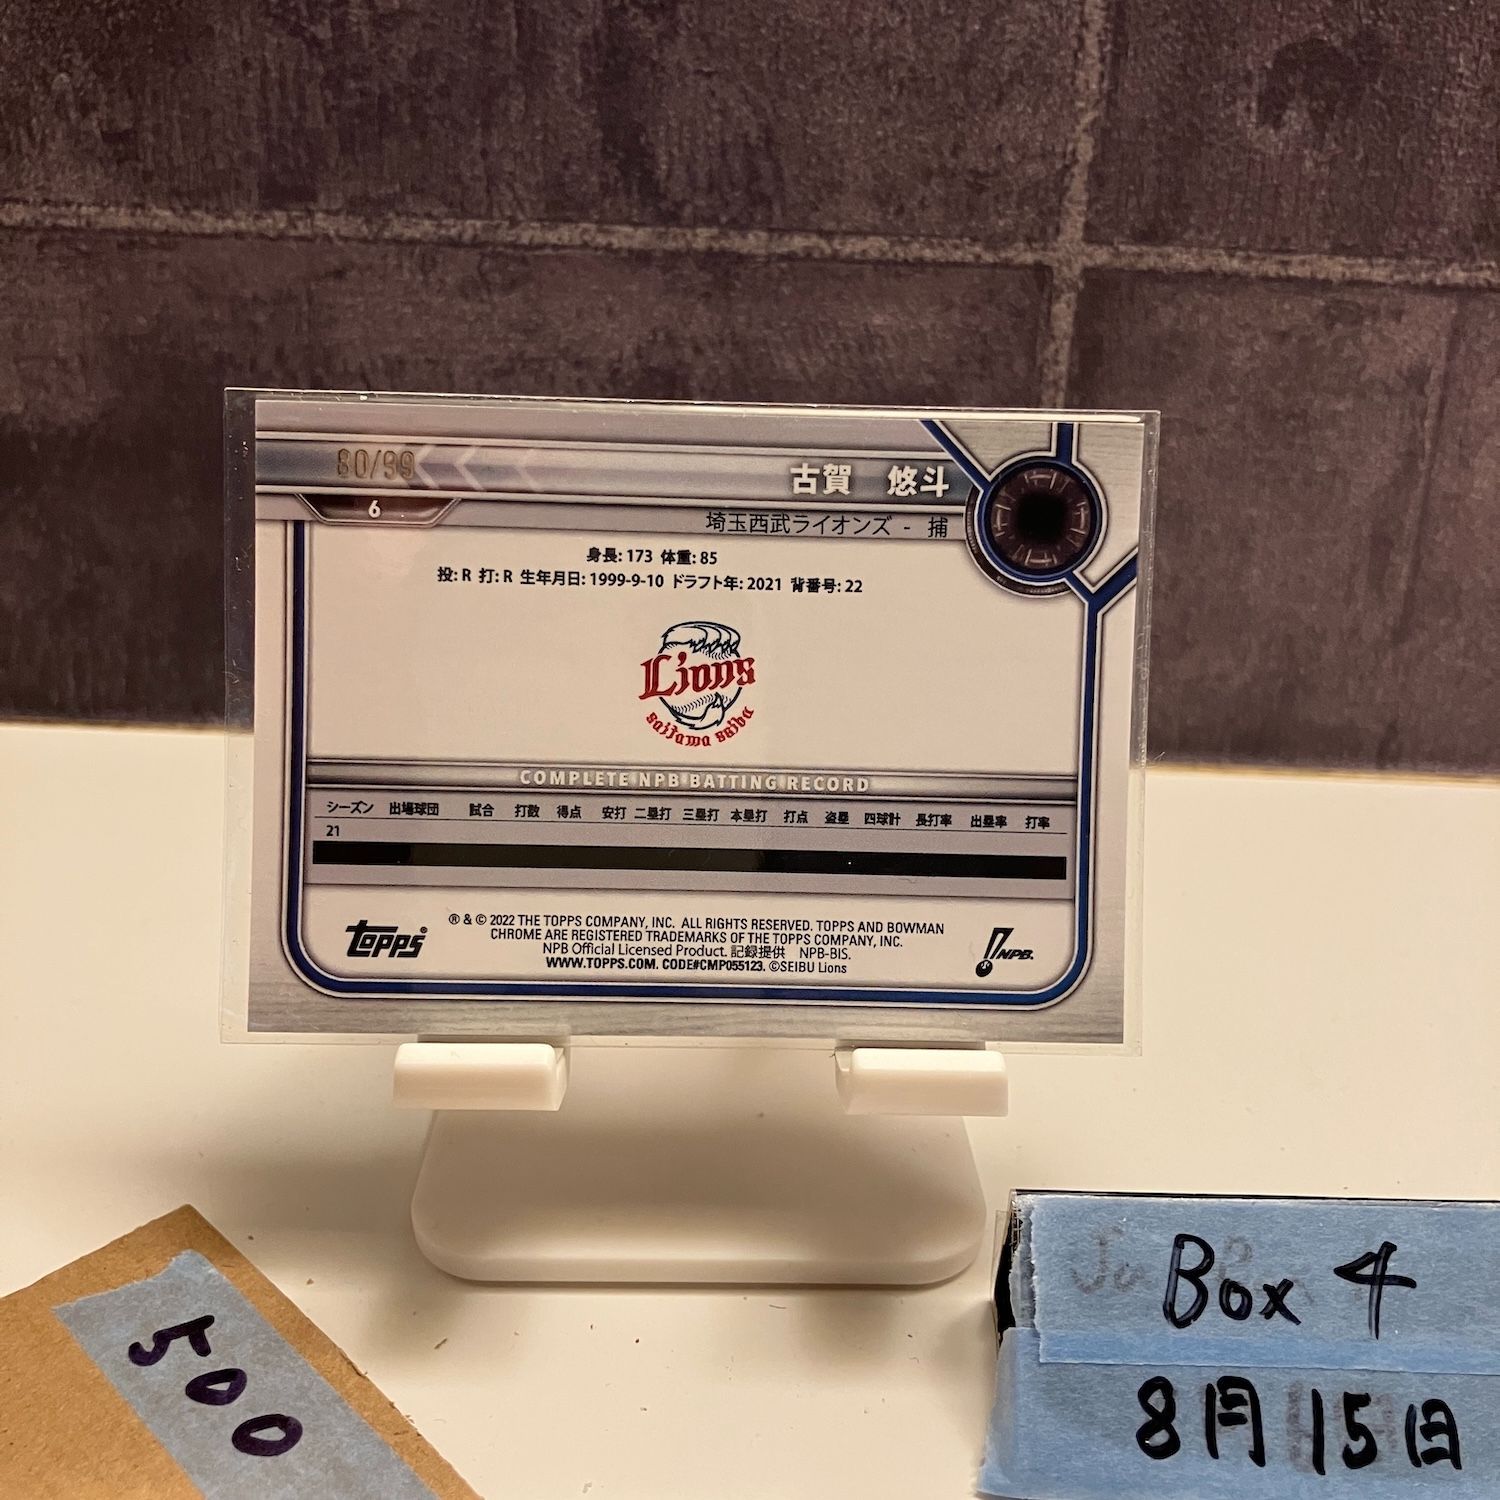 80/99
6
古賀 悠斗
埼玉西武ライオンズ - 捕
身長: 173 体重: 85
投: R 打: R 生年月日: 1999-9-10 ドラフト年: 2021 背番号: 22
Lions
saitama seibu
COMPLETE NPB BATTING RECORD
シーズン 出場球団 試合 打数 得点 安打 二塁打 三塁打 本塁打 打点 盗塁 四球計 長打率 出塁率 打率
21
topps
® & © 2022 THE TOPPS COMPANY, INC. ALL RIGHTS RESERVED. TOPPS AND BOWMAN
CHROME ARE REGISTERED TRADEMARKS OF THE TOPPS COMPANY, INC.
NPB Official Licensed Product. 記録提供 NPB-BIS.
WWW.TOPPS.COM. CODE#CMP055123. ©SEIBU Lions
NPB.
500
Box 4
8月15日